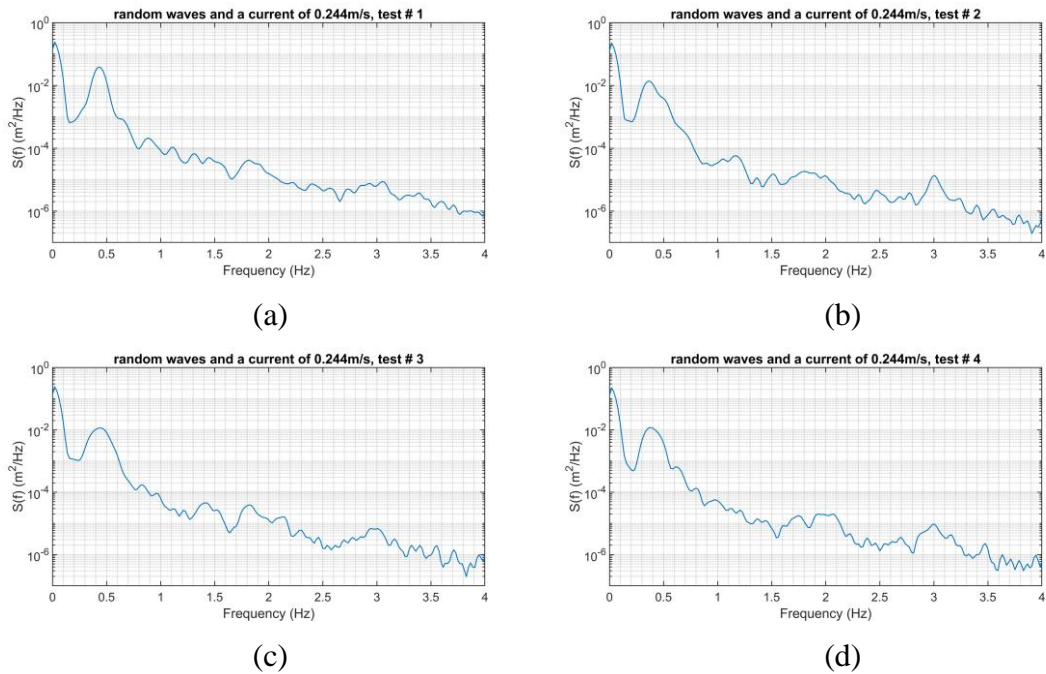 random waves and a current of 0.244m/s, test # 1
10^0
10^-2
10^-4
10^-6
S(f) (m^2/Hz)
0 0.5 1 1.5 2 2.5 3 3.5 4
Frequency (Hz)
(a)
random waves and a current of 0.244m/s, test # 2
10^0
10^-2
10^-4
10^-6
S(f) (m^2/Hz)
0 0.5 1 1.5 2 2.5 3 3.5 4
Frequency (Hz)
(b)
random waves and a current of 0.244m/s, test # 3
10^0
10^-2
10^-4
10^-6
S(f) (m^2/Hz)
0 0.5 1 1.5 2 2.5 3 3.5 4
Frequency (Hz)
(c)
random waves and a current of 0.244m/s, test # 4
10^0
10^-2
10^-4
10^-6
S(f) (m^2/Hz)
0 0.5 1 1.5 2 2.5 3 3.5 4
Frequency (Hz)
(d)